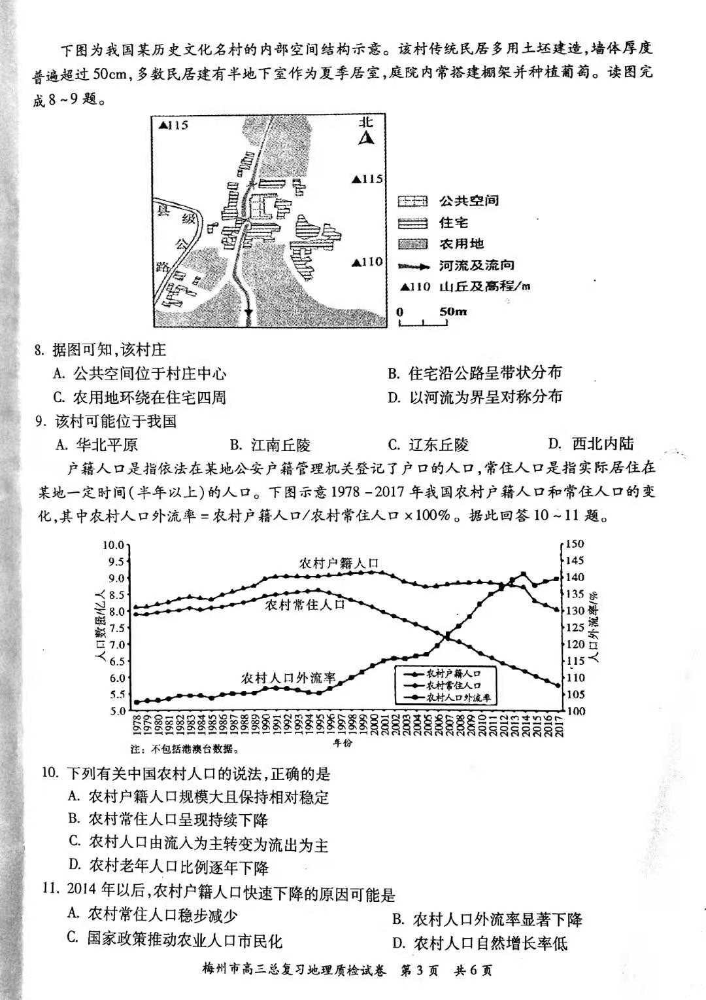 下图为我国某历史文化名村的内部空间结构示意。该村传统民居多用土坯建造,墙体厚度
普遍超过50cm,多数民居建有半地下室作为夏季居室,庭院内常搭建棚架并种植葡萄。读图完
成8~9题。
▲115
北
▲115
▲110
县级公路
公共空间
住宅
农用地
河流及流向
▲110 山丘及高程/m
0 50m
8. 据图可知,该村庄
A. 公共空间位于村庄中心 B. 住宅沿公路呈带状分布
C. 农用地环绕在住宅四周 D. 以河流为界呈对称分布
9. 该村可能位于我国
A. 华北平原 B. 江南丘陵 C. 辽东丘陵 D. 西北内陆
户籍人口是指依法在某地公安户籍管理机关登记了户口的人口,常住人口是指实际居住在
某地一定时间(半年以上)的人口。下图示意1978-2017年我国农村户籍人口和常住人口的变
化,其中农村人口外流率=农村户籍人口/农村常住人口×100%。据此回答10~11题。
人口数量/亿人
10.0
9.5
9.0
8.5
8.0
7.5
7.0
6.5
6.0
5.5
5.0
农村户籍人口
农村常住人口
农村人口外流率
农村户籍人口
农村常住人口
农村人口外流率
150
145
140
135
130
125
120
115
110
105
100
人口外流率/%
1978 1979 1980 1981 1982 1983 1984 1985 1986 1987 1988 1989 1990 1991 1992 1993 1994 1995 1996 1997 1998 1999 2000 2001 2002 2003 2004 2005 2006 2007 2008 2009 2010 2011 2012 2013 2014 2015 2016 2017
年份
注：不包括港澳台数据。
10. 下列有关中国农村人口的说法,正确的是
A. 农村户籍人口规模大且保持相对稳定
B. 农村常住人口呈现持续下降
C. 农村人口由流入为主转变为流出为主
D. 农村老年人口比例逐年下降
11. 2014年以后,农村户籍人口快速下降的原因可能是
A. 农村常住人口稳步减少 B. 农村人口外流率显著下降
C. 国家政策推动农业人口市民化 D. 农村人口自然增长率低
梅州市高三总复习地理质检试卷 第3页 共6页